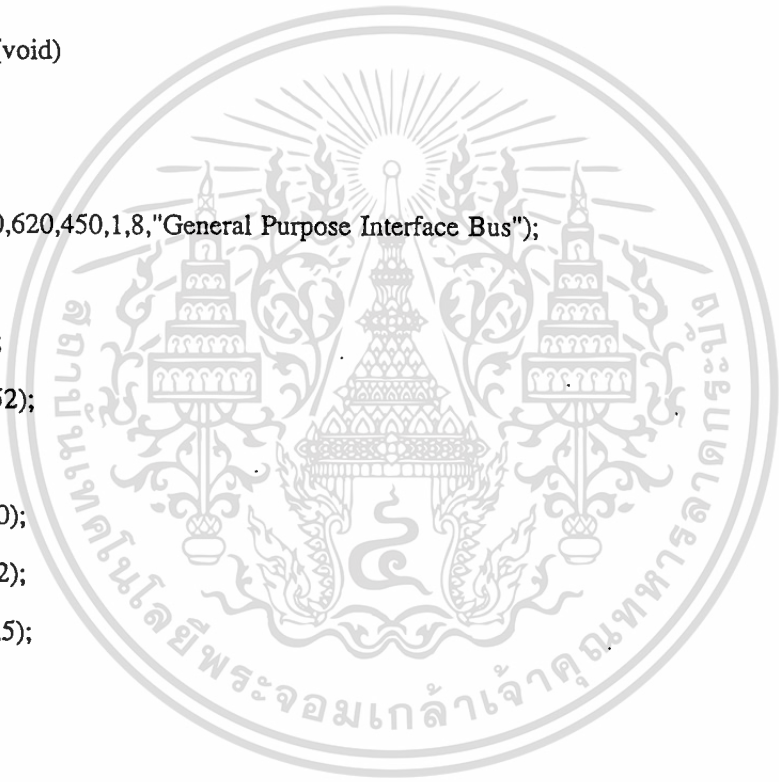 (void)
0,620,450,1,8,"General Purpose Interface Bus");
;
52);
0);
2);
15);
สถาบันเทคโนโลยีพระจอมเกล้าเจ้าคุณทหารลาดกระบัง